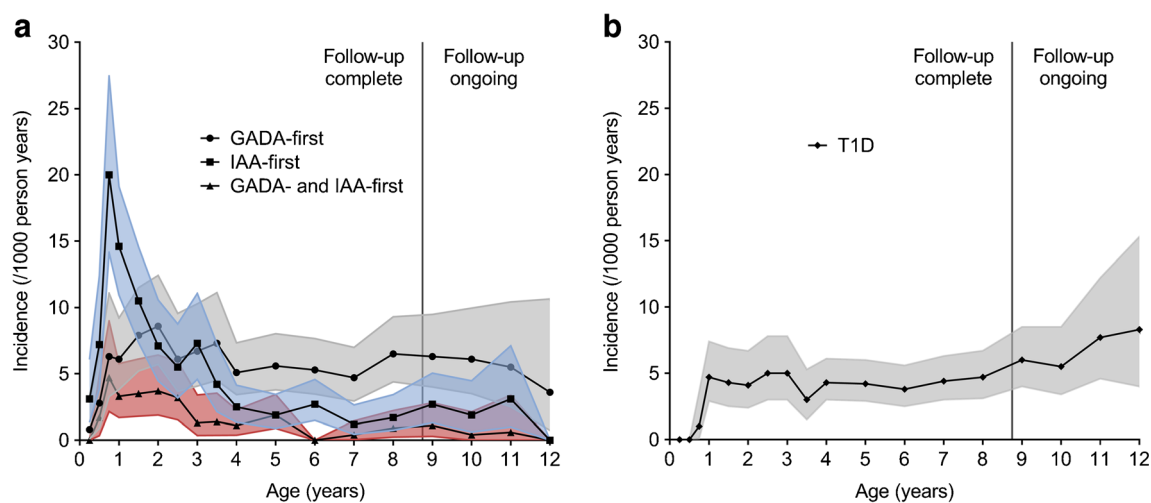 a
30
25
20
15
10
5
0
Incidence (/1000 person years)
Follow-up complete
Follow-up ongoing
GADA-first
IAA-first
GADA- and IAA-first
0 1 2 3 4 5 6 7 8 9 10 11 12
Age (years)
b
30
25
20
15
10
5
0
Incidence (/1000 person years)
Follow-up complete
Follow-up ongoing
T1D
0 1 2 3 4 5 6 7 8 9 10 11 12
Age (years)